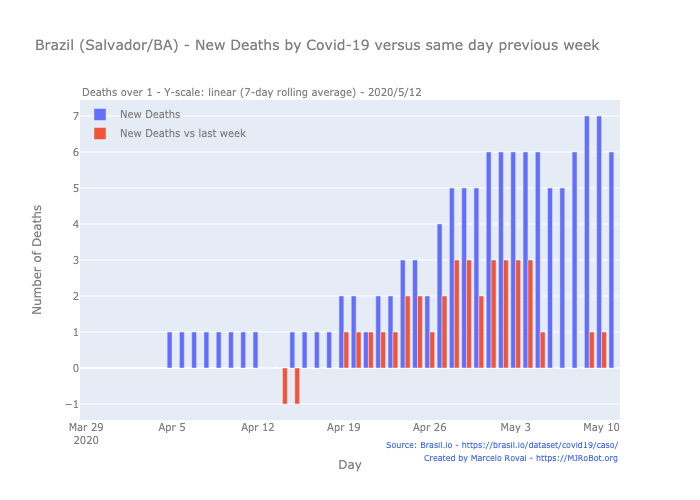 Brazil (Salvador/BA) - New Deaths by Covid-19 versus same day previous week
Deaths over 1 - Y-scale: linear (7-day rolling average) - 2020/5/12
New Deaths
New Deaths vs last week
7
6
5
4
3
2
1
0
−1
Number of Deaths
Mar 29 Apr 5 Apr 12 Apr 19 Apr 26 May 3 May 10
2020
Day
Source: Brasil.io - https://brasil.io/dataset/covid19/caso/
Created by Marcelo Rovai - https://MJRoBot.org